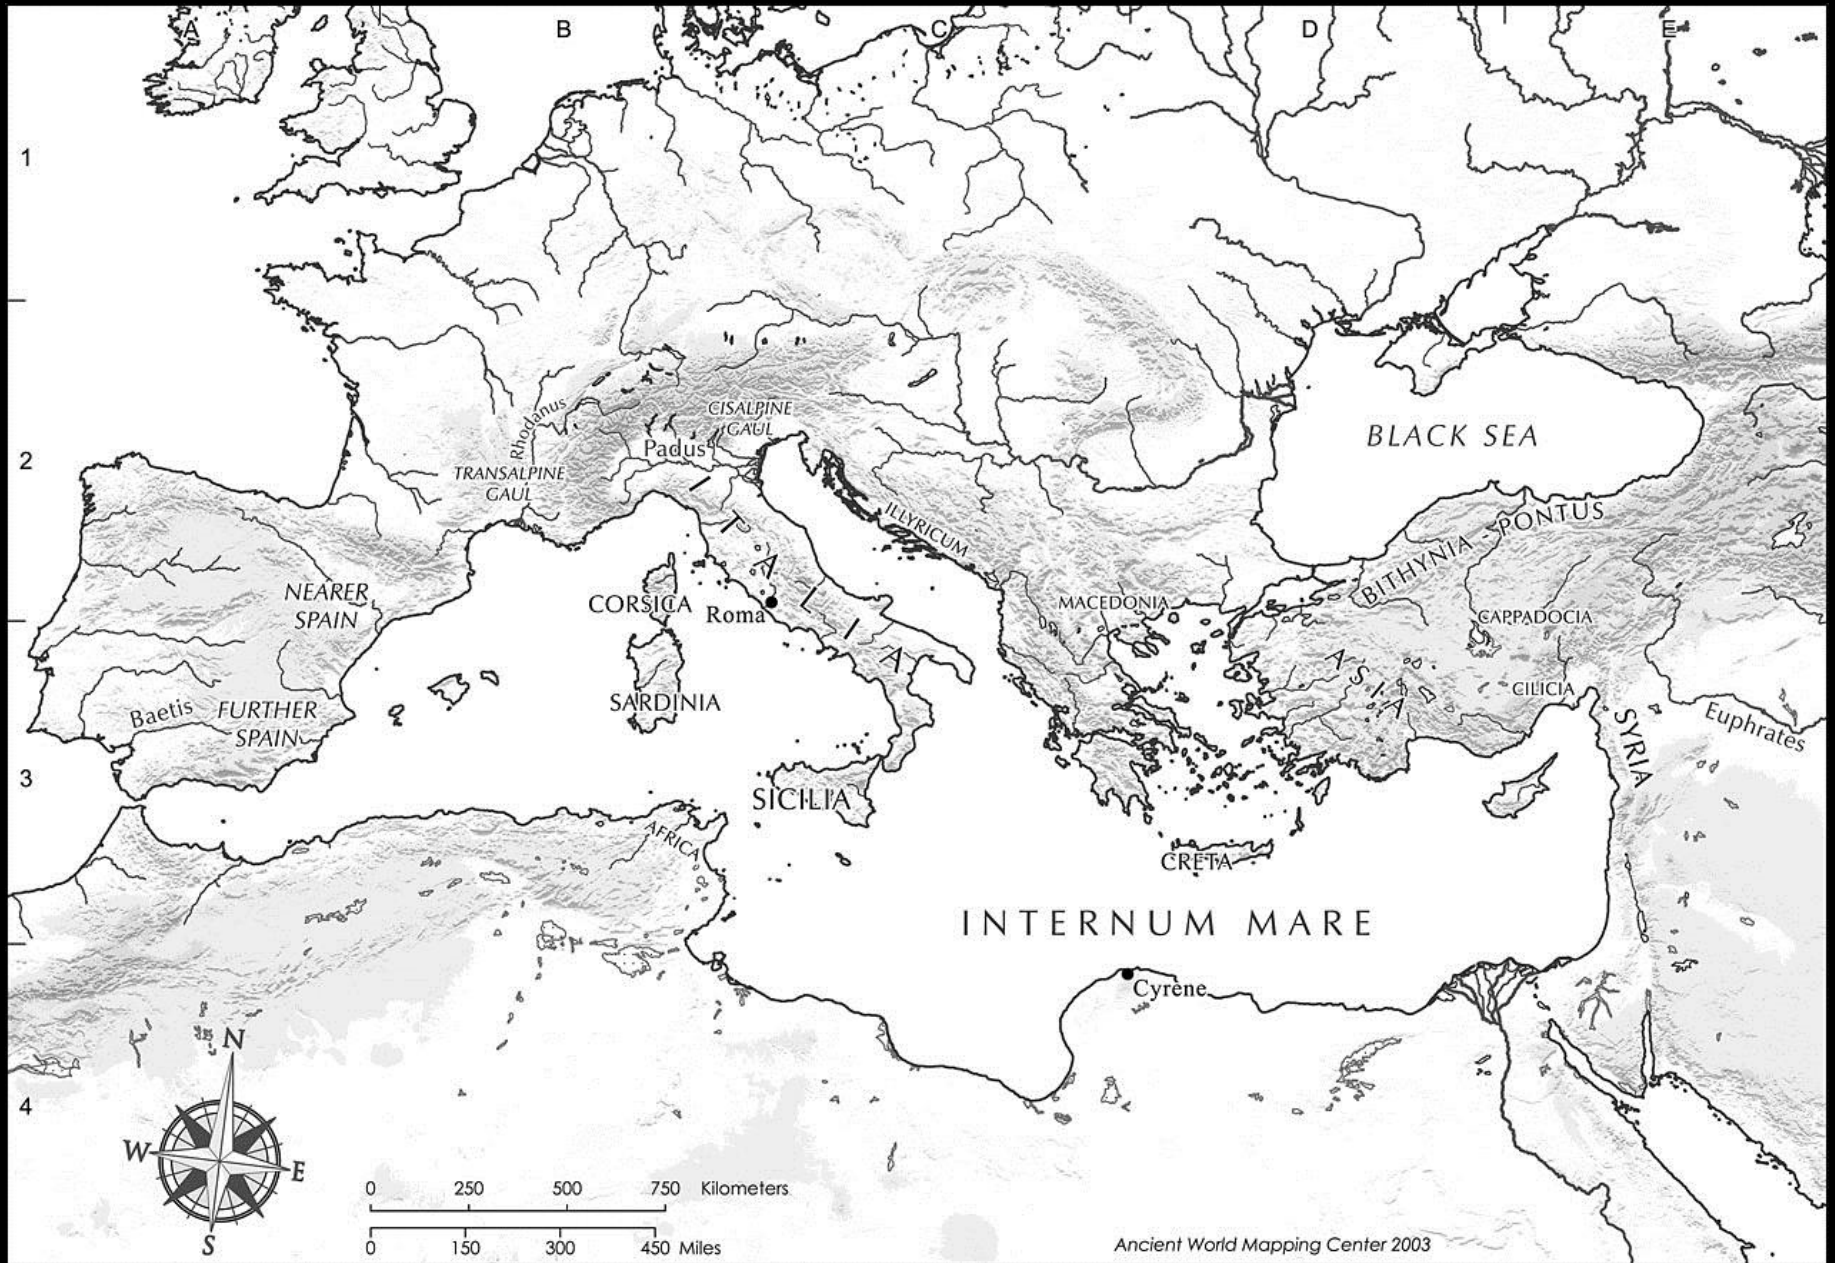 A B C D E
1
2
3
4
BLACK SEA
Rhodanus
CISALPINE
GAUL
Padus
TRANSALPINE
GAUL
ITALIA
ILLYRICUM
BITHYNIA - PONTUS
NEARER
SPAIN
CORSICA
Roma
MACEDONIA
CAPPADOCIA
ASIA
CILICIA
SARDINIA
Baetis
FURTHER
SPAIN
SYRIA
Euphrates
SICILIA
AFRICA
CRETA
INTERNUM MARE
Cyrène
N
W E
S
0 250 500 750 Kilometers
0 150 300 450 Miles
Ancient World Mapping Center 2003